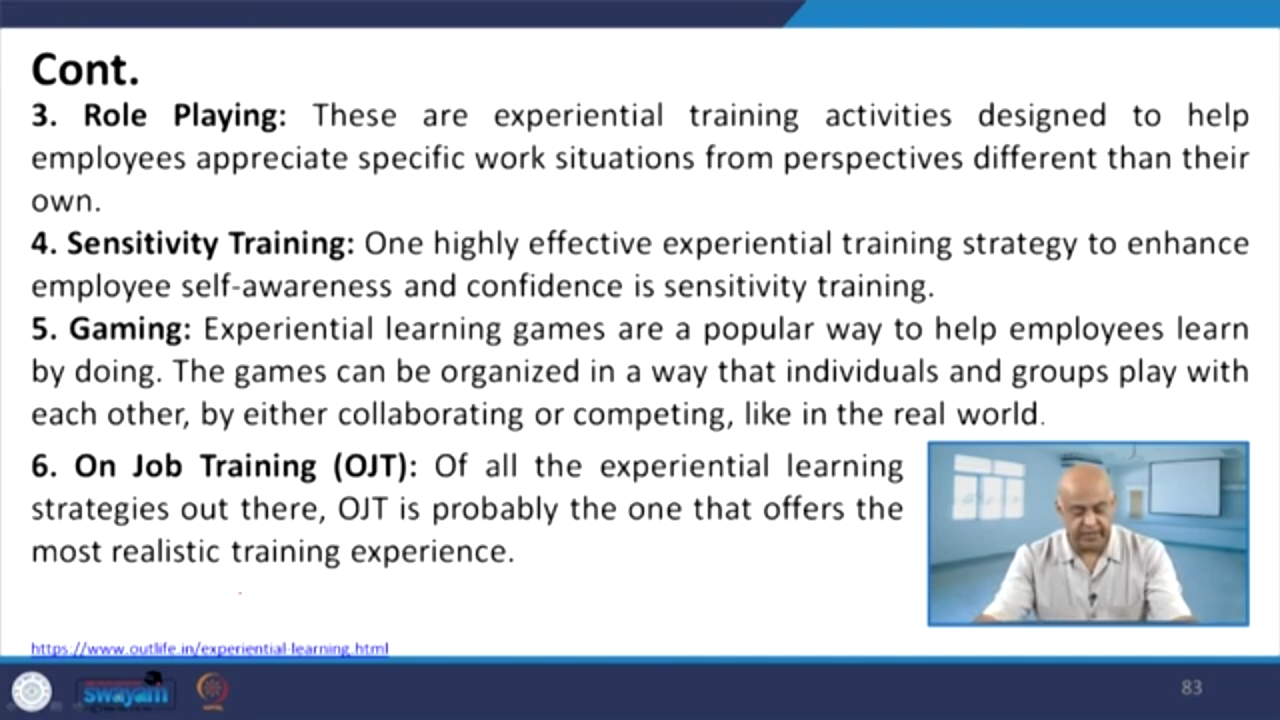 Cont.
3. Role Playing: These are experiential training activities designed to help
employees appreciate specific work situations from perspectives different than their
own.
4. Sensitivity Training: One highly effective experiential training strategy to enhance
employee self-awareness and confidence is sensitivity training.
5. Gaming: Experiential learning games are a popular way to help employees learn
by doing. The games can be organized in a way that individuals and groups play with
each other, by either collaborating or competing, like in the real world.
6. On Job Training (OJT): Of all the experiential learning
strategies out there, OJT is probably the one that offers the
most realistic training experience.
https://www.outlife.in/experiential-learning.html
swayam
83